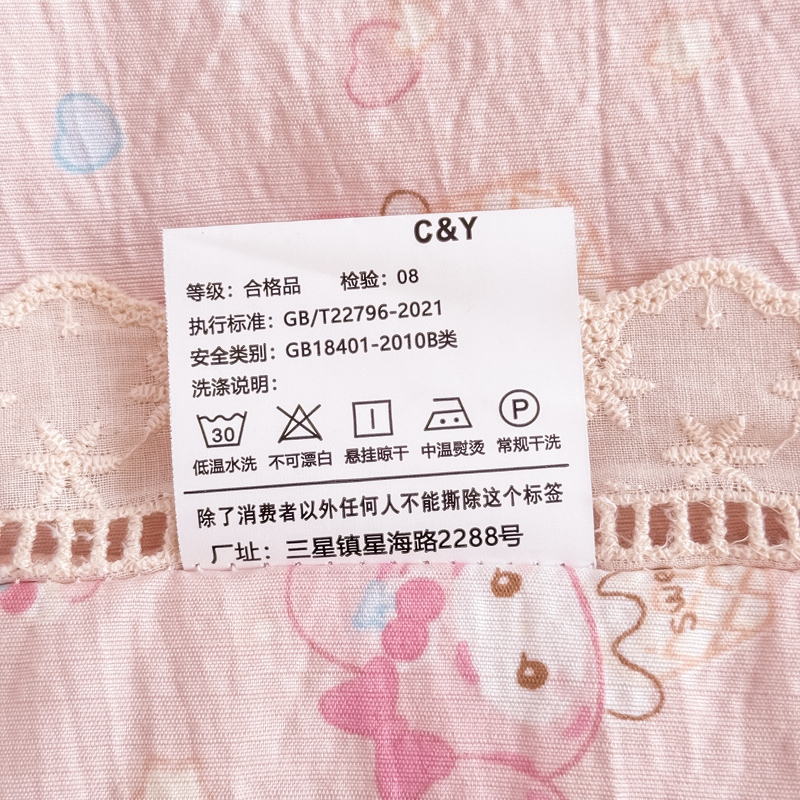 C&Y
等级：合格品 检验：08
执行标准：GB/T22796-2021
安全类别：GB18401-2010B类
洗涤说明：
30 P
低温水洗 不可漂白 悬挂晾干 中温熨烫 常规干洗
除了消费者以外任何人不能撕除这个标签
厂址：三星镇星海路2288号